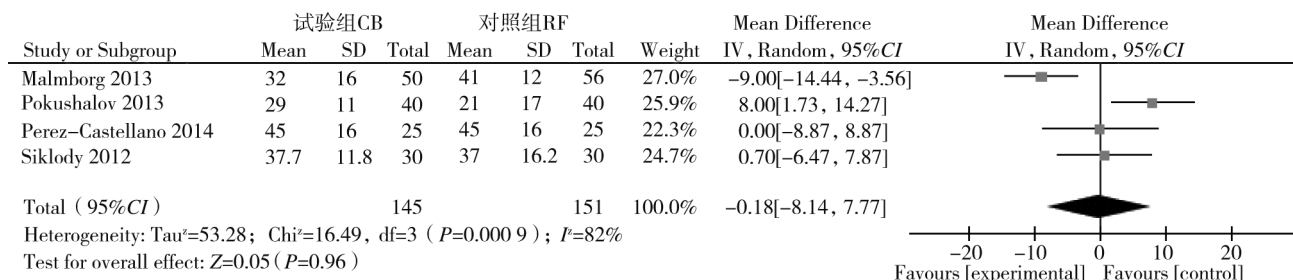 试验组CB 对照组RF Mean Difference Mean Difference
Study or Subgroup Mean SD Total Mean SD Total Weight IV, Random, 95%CI IV, Random, 95%CI
Malmborg 2013 32 16 50 41 12 56 27.0% -9.00[-14.44, -3.56]
Pokushalov 2013 29 11 40 21 17 40 25.9% 8.00[1.73, 14.27]
Perez-Castellano 2014 45 16 25 45 16 25 22.3% 0.00[-8.87, 8.87]
Siklody 2012 37.7 11.8 30 37 16.2 30 24.7% 0.70[-6.47, 7.87]
Total（95%CI） 145 151 100.0% -0.18[-8.14, 7.77]
Heterogeneity: Tau²=53.28; Chi²=16.49, df=3（P=0.000 9）; I²=82%
Test for overall effect: Z=0.05（P=0.96）
-20 -10 0 10 20
Favours [experimental] Favours [control]